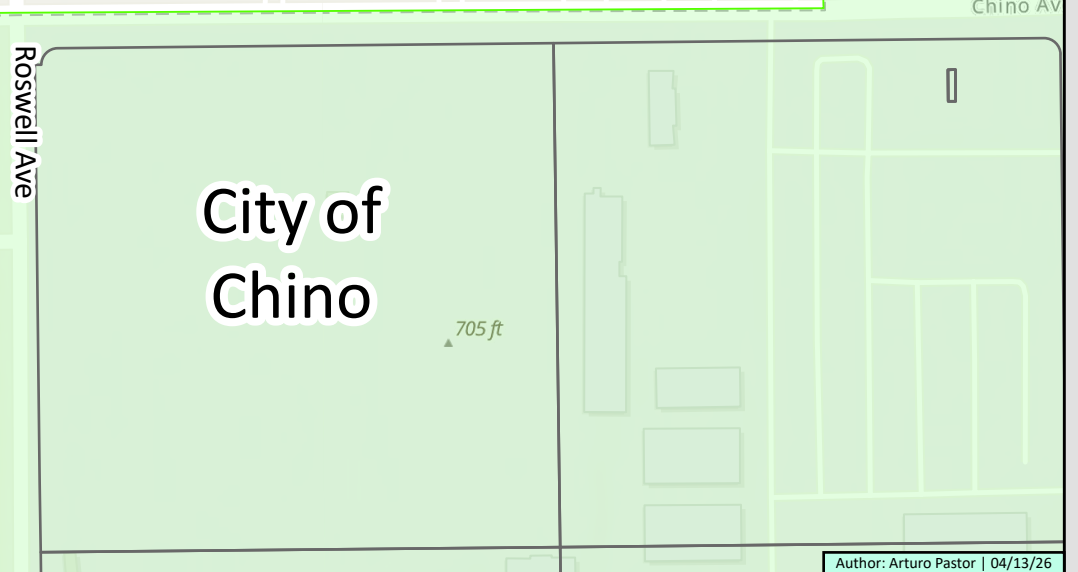 Chino Av
Roswell Ave
City of
Chino
705 ft
Author: Arturo Pastor | 04/13/26